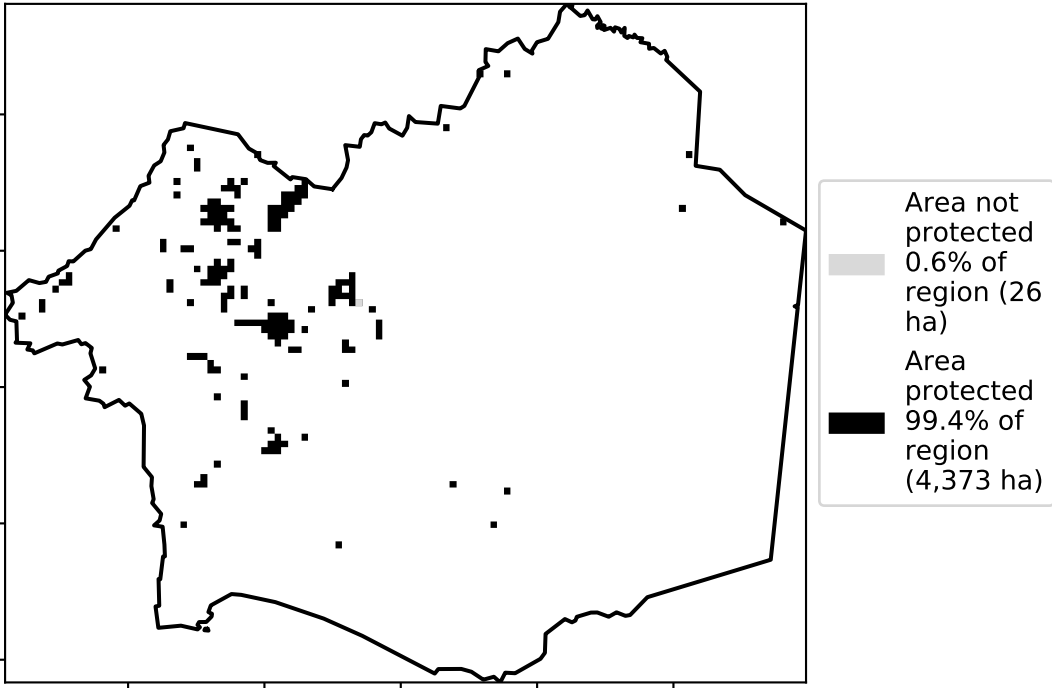 Area not
protected
0.6% of
region (26
ha)
Area
protected
99.4% of
region
(4,373 ha)